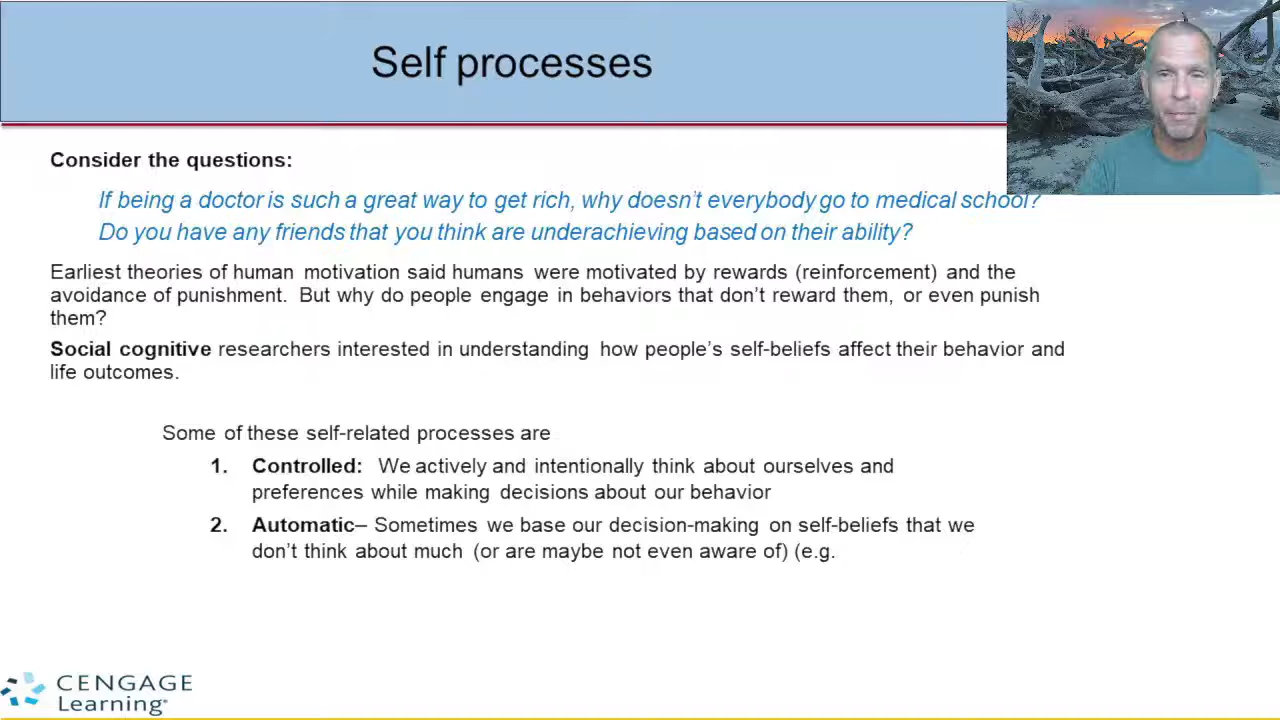 Self processes
Consider the questions:
If being a doctor is such a great way to get rich, why doesn't everybody go to medical school?
Do you have any friends that you think are underachieving based on their ability?
Earliest theories of human motivation said humans were motivated by rewards (reinforcement) and the
avoidance of punishment. But why do people engage in behaviors that don't reward them, or even punish
them?
Social cognitive researchers interested in understanding how people's self-beliefs affect their behavior and
life outcomes.
Some of these self-related processes are
1. Controlled: We actively and intentionally think about ourselves and
preferences while making decisions about our behavior
2. Automatic– Sometimes we base our decision-making on self-beliefs that we
don't think about much (or are maybe not even aware of) (e.g.
CENGAGE
Learning®